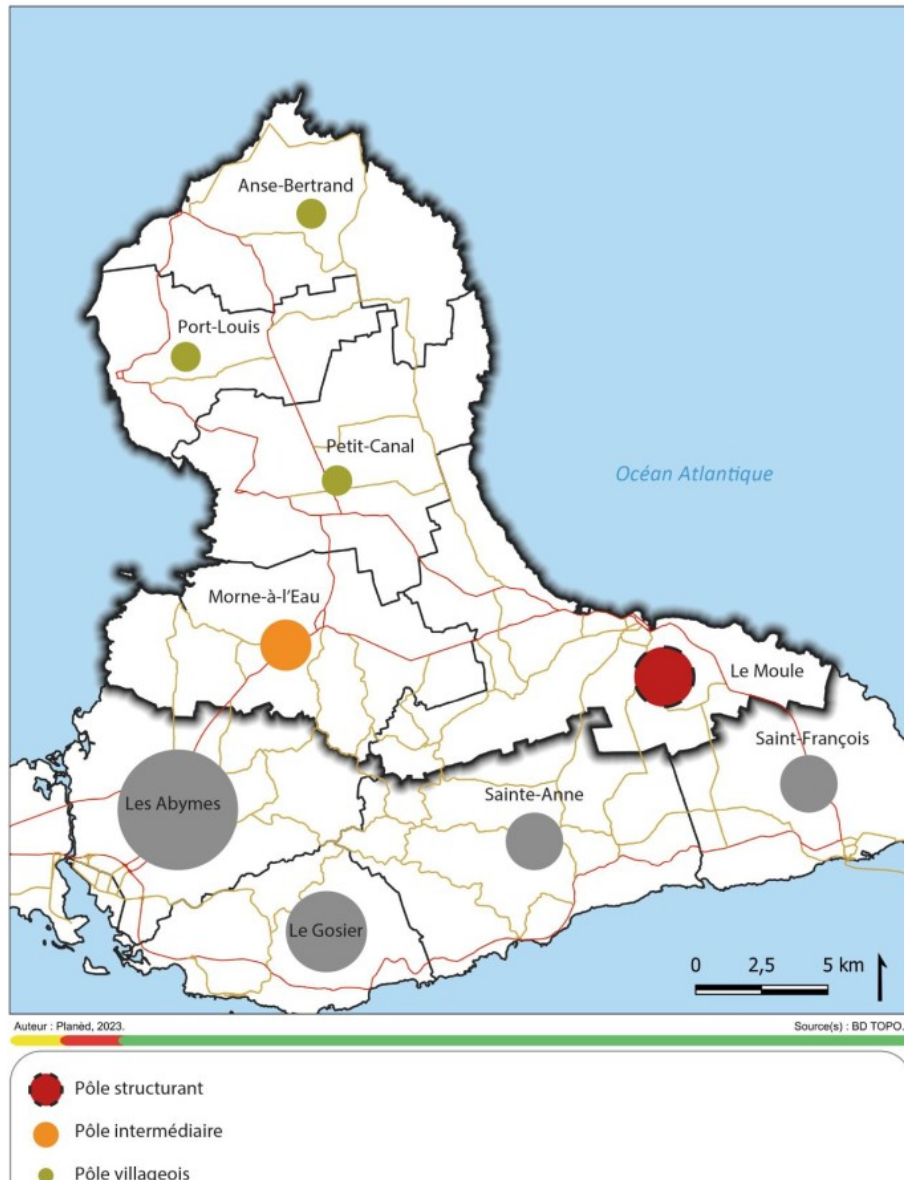 Anse-Bertrand
Port-Louis
Petit-Canal
Océan Atlantique
Morne-à-l'Eau
Le Moule
Saint-François
Les Abymes
Sainte-Anne
Le Gosier
0 2,5 5 km
Auteur : Planèd, 2023.
Source(s) : BD TOPO.
Pôle structurant
Pôle intermédiaire
Pôle villageois